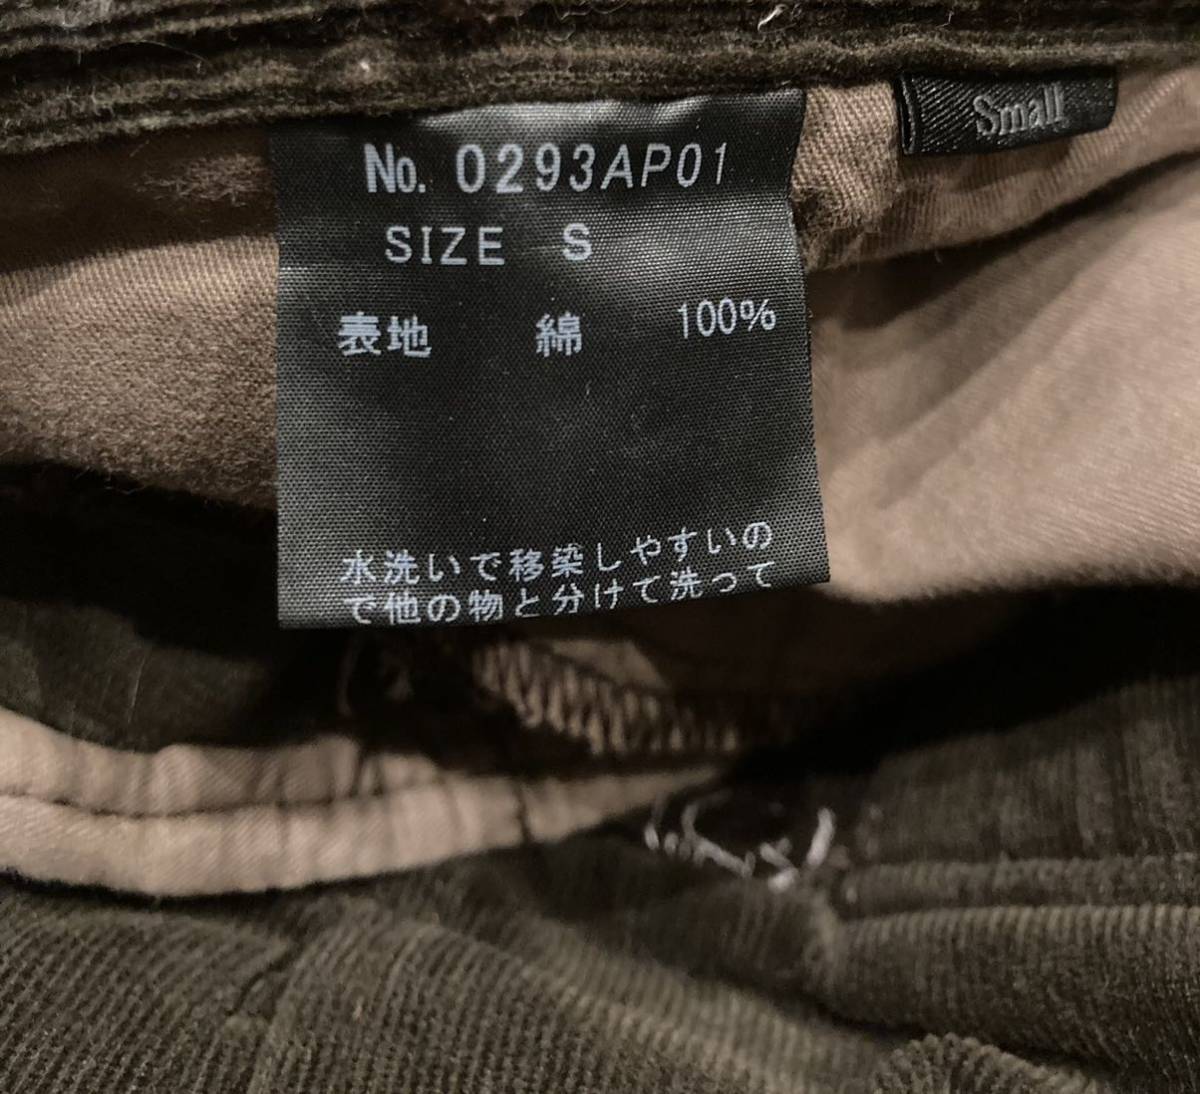 Small
No. 0293AP01
SIZE S
表地 綿 100%
水洗いで移染しやすいの
で他の物と分けて洗って